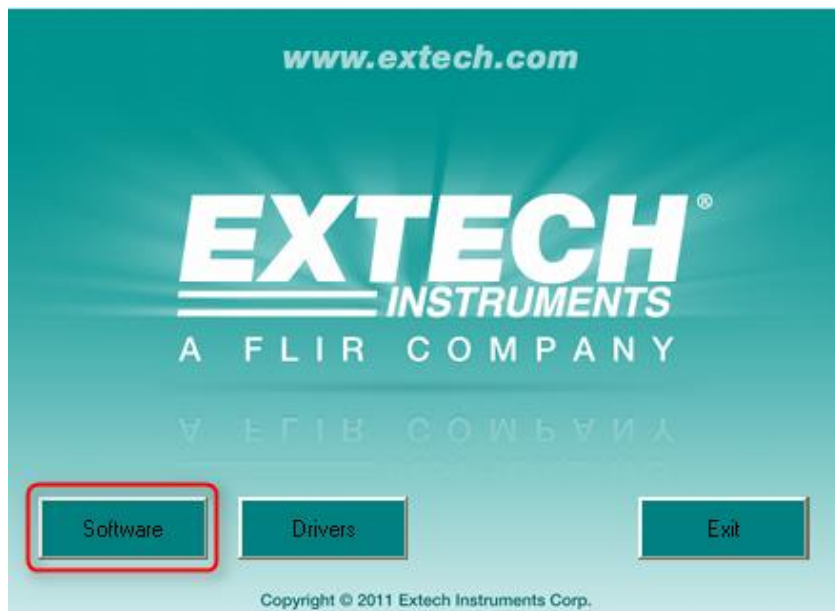 www.extech.com
EXTECH®
INSTRUMENTS
A FLIR COMPANY
Software
Drivers
Exit
Copyright © 2011 Extech Instruments Corp.